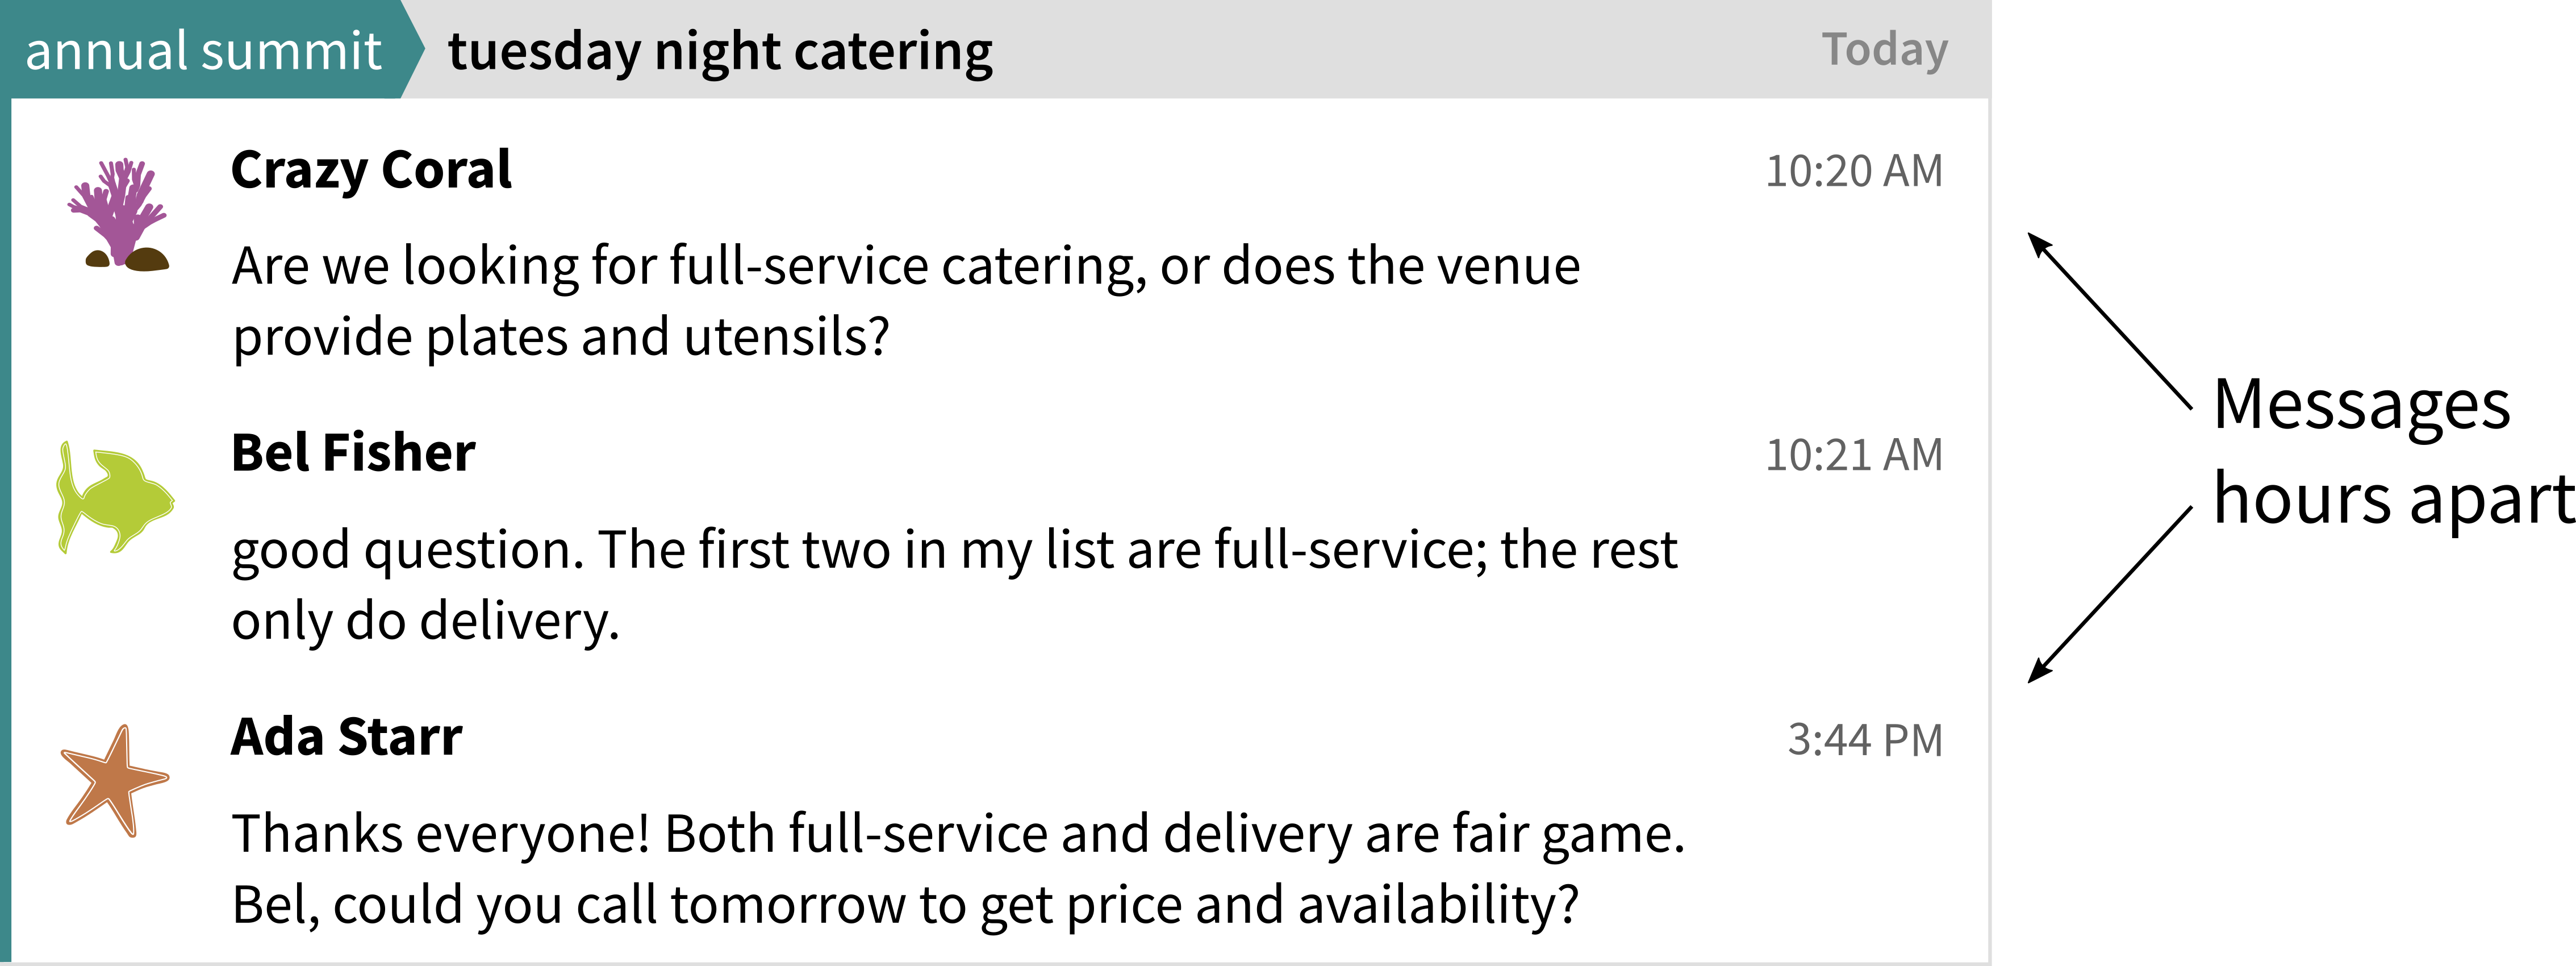 annual summit
tuesday night catering
Today
Crazy Coral
10:20 AM
Are we looking for full-service catering, or does the venue
provide plates and utensils?
Bel Fisher
10:21 AM
good question. The first two in my list are full-service; the rest
only do delivery.
Ada Starr
3:44 PM
Thanks everyone! Both full-service and delivery are fair game.
Bel, could you call tomorrow to get price and availability?
Messages
hours apart